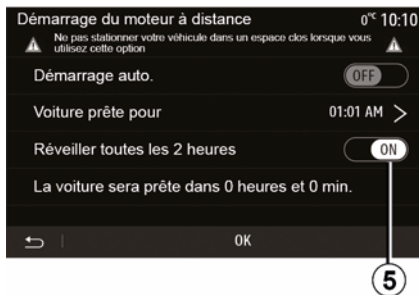 Démarrage du moteur à distance 0°C 10:10
Ne pas stationner votre véhicule dans un espace clos lorsque vous
utilisez cette option
Démarrage auto. OFF
Voiture prête pour 01:01 AM >
Réveiller toutes les 2 heures ON
La voiture sera prête dans 0 heures et 0 min.
OK
5